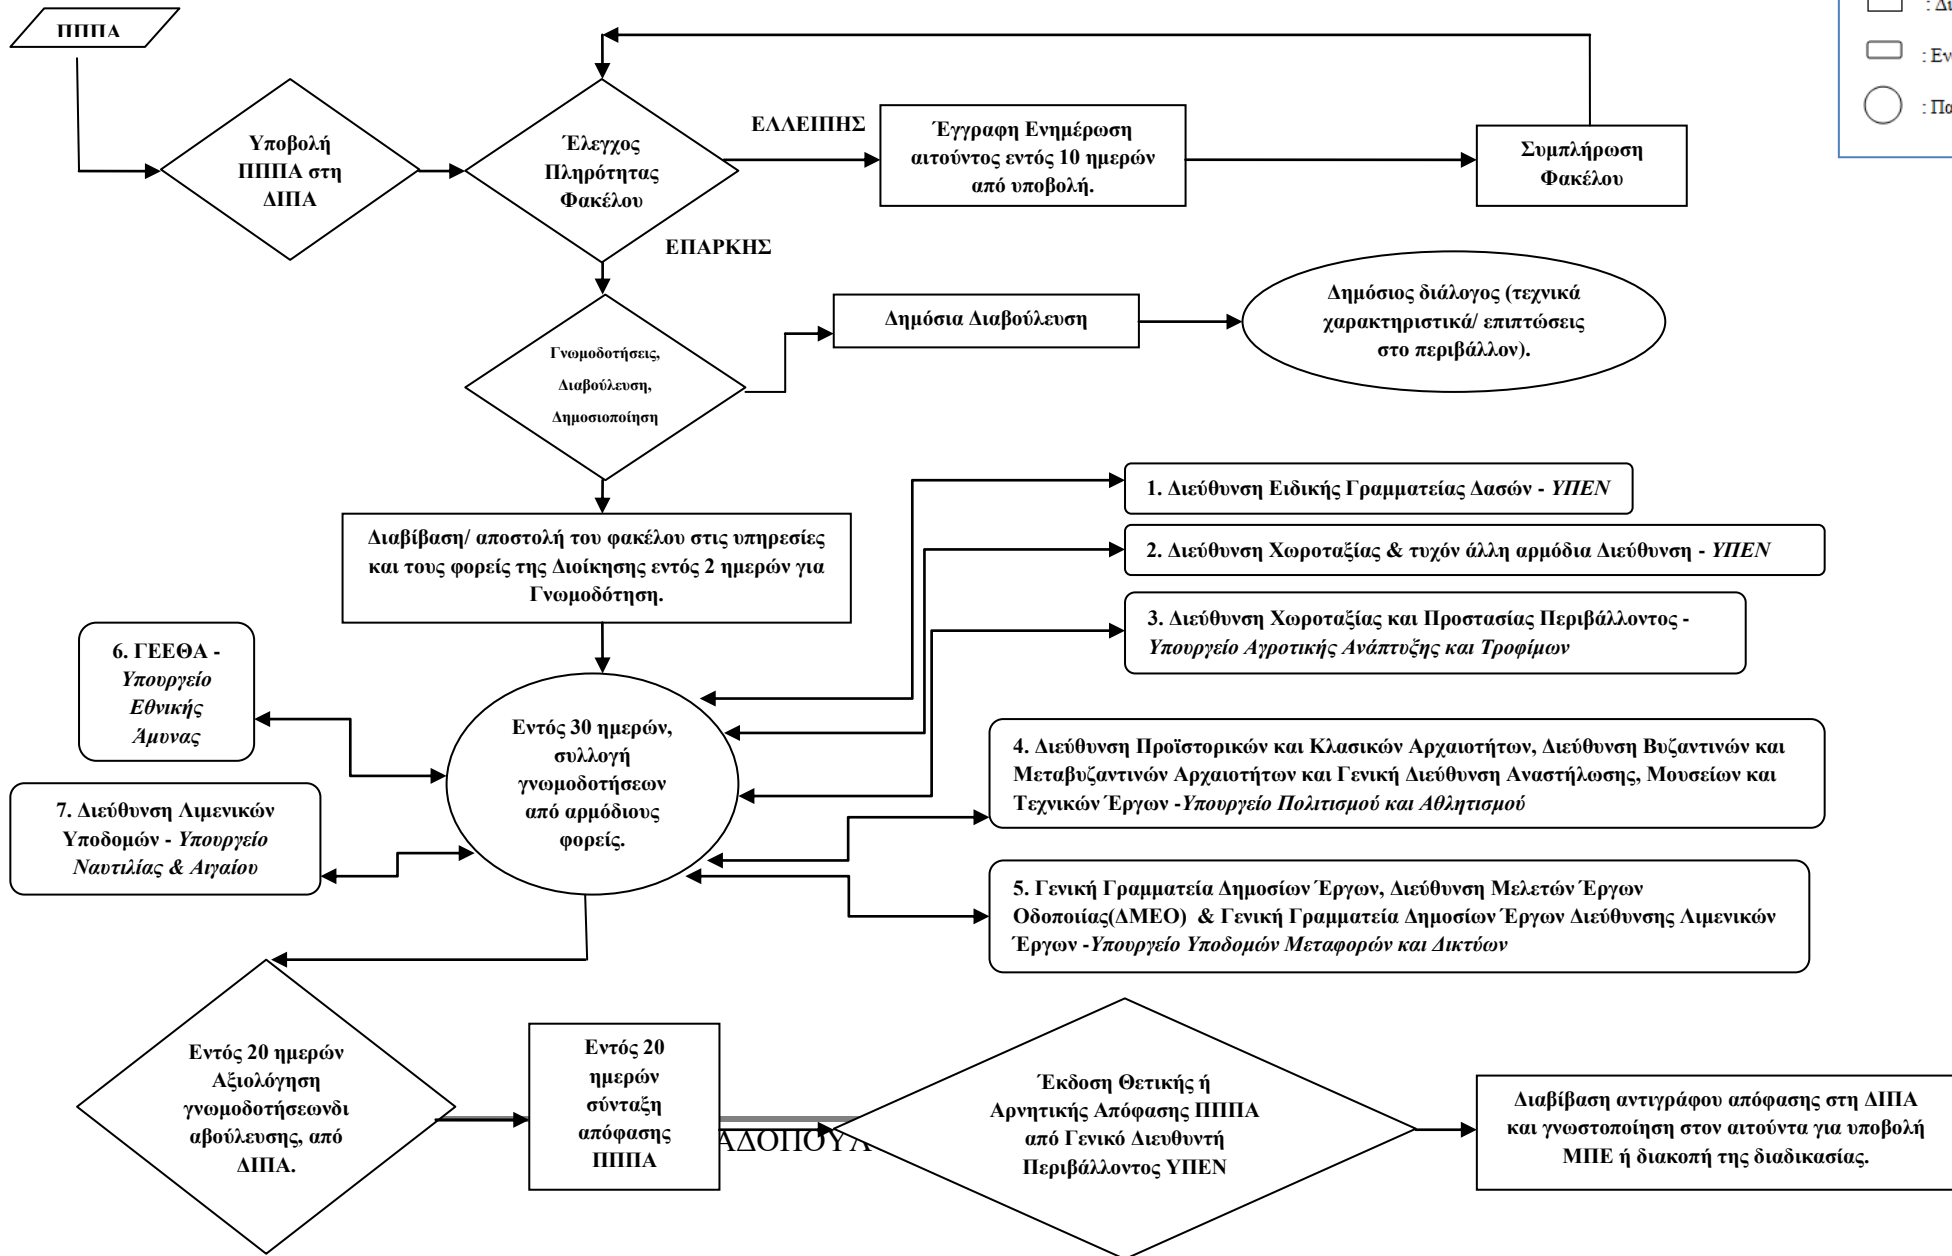 ΠΠΠΑ
Υποβολή
ΠΠΠΑ στη
ΔΙΠΑ
Έλεγχος
Πληρότητας
Φακέλου
ΕΛΛΕΙΠΗΣ
Έγγραφη Ενημέρωση
αιτούντος εντός 10 ημερών
από υποβολή.
Συμπλήρωση
Φακέλου
ΕΠΑΡΚΗΣ
Γνωμοδοτήσεις,
Διαβούλευση,
Δημοσιοποίηση
Δημόσια Διαβούλευση
Δημόσιος διάλογος (τεχνικά
χαρακτηριστικά/ επιπτώσεις
στο περιβάλλον).
Διαβίβαση/ αποστολή του φακέλου στις υπηρεσίες
και τους φορείς της Διοίκησης εντός 2 ημερών για
Γνωμοδότηση.
1. Διεύθυνση Ειδικής Γραμματείας Δασών - ΥΠΕΝ
2. Διεύθυνση Χωροταξίας & τυχόν άλλη αρμόδια Διεύθυνση - ΥΠΕΝ
3. Διεύθυνση Χωροταξίας και Προστασίας Περιβάλλοντος -
Υπουργείο Αγροτικής Ανάπτυξης και Τροφίμων
6. ΓΕΕΘΑ -
Υπουργείο
Εθνικής
Άμυνας
Εντός 30 ημερών,
συλλογή
γνωμοδοτήσεων
από αρμόδιους
φορείς.
4. Διεύθυνση Προϊστορικών και Κλασικών Αρχαιοτήτων, Διεύθυνση Βυζαντινών και
Μεταβυζαντινών Αρχαιοτήτων και Γενική Διεύθυνση Αναστήλωσης, Μουσείων και
Τεχνικών Έργων -Υπουργείο Πολιτισμού και Αθλητισμού
7. Διεύθυνση Λιμενικών
Υποδομών - Υπουργείο
Ναυτιλίας & Αιγαίου
5. Γενική Γραμματεία Δημοσίων Έργων, Διεύθυνση Μελετών Έργων
Οδοποιίας(ΔΜΕΟ) & Γενική Γραμματεία Δημοσίων Έργων Διεύθυνσης Λιμενικών
Έργων -Υπουργείο Υποδομών Μεταφορών και Δικτύων
Εντός 20 ημερών
Αξιολόγηση
γνωμοδοτήσεωνδι
αβούλευσης, από
ΔΙΠΑ.
Εντός 20
ημερών
σύνταξη
απόφασης
ΠΠΠΑ
Έκδοση Θετικής ή
Αρνητικής Απόφασης ΠΠΠΑ
από Γενικό Διευθυντή
Περιβάλλοντος ΥΠΕΝ
Διαβίβαση αντιγράφου απόφασης στη ΔΙΠΑ
και γνωστοποίηση στον αιτούντα για υποβολή
ΜΠΕ ή διακοπή της διαδικασίας.